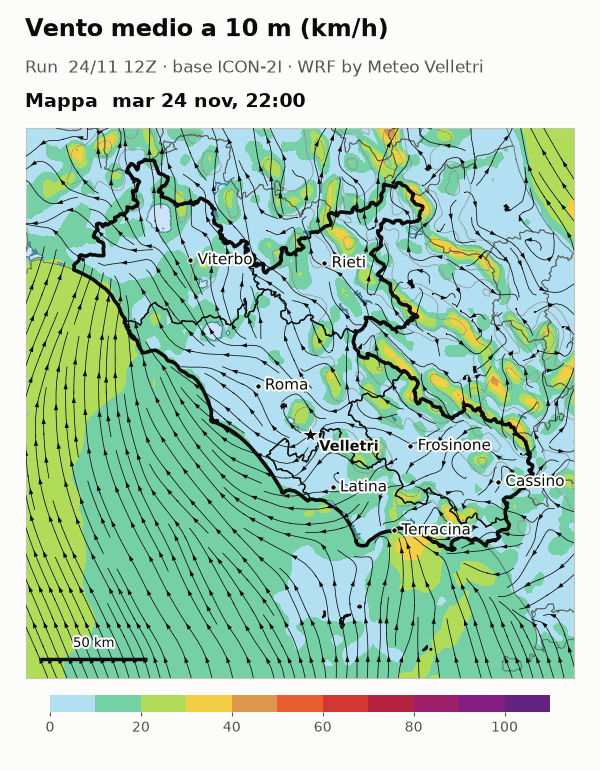 Vento medio a 10 m (km/h)
Run  24/11 12Z · base ICON-2I · WRF by Meteo Velletri
Mappa  mar 24 nov, 22:00
Viterbo
Rieti
Roma
Velletri
Frosinone
Cassino
Latina
Terracina
50 km
0 20 40 60 80 100